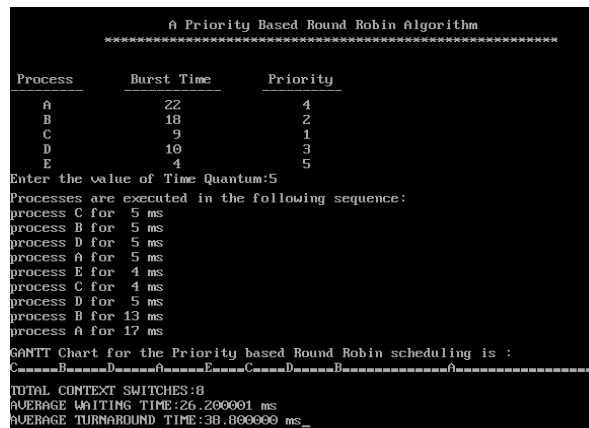 A Priority Based Round Robin Algorithm
*********************************************************
Process Burst Time Priority
--------- ------------ ----------
A 22 4
B 18 2
C 9 1
D 10 3
E 4 5
Enter the value of Time Quantum:5
Processes are executed in the following sequence:
process C for 5 ms
process B for 5 ms
process D for 5 ms
process A for 5 ms
process E for 4 ms
process C for 4 ms
process D for 5 ms
process B for 13 ms
process A for 17 ms
GANTT Chart for the Priority based Round Robin scheduling is :
C▬▬▬▬▬B▬▬▬▬▬D▬▬▬▬▬A▬▬▬▬▬E▬▬▬▬C▬▬▬▬D▬▬▬▬▬B▬▬▬▬▬▬▬▬▬▬▬▬▬A▬▬▬▬▬▬▬▬▬▬▬▬▬▬▬▬▬
TOTAL CONTEXT SWITCHES:8
AVERAGE WAITING TIME:26.200001 ms
AVERAGE TURNAROUND TIME:38.800000 ms_